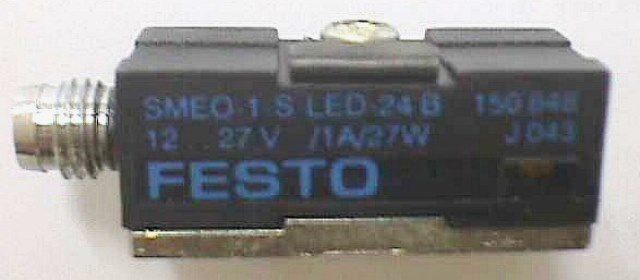 SMEO-1-S-LED-24-B 150 848
12 27 V /1A/27W J 043
FESTO